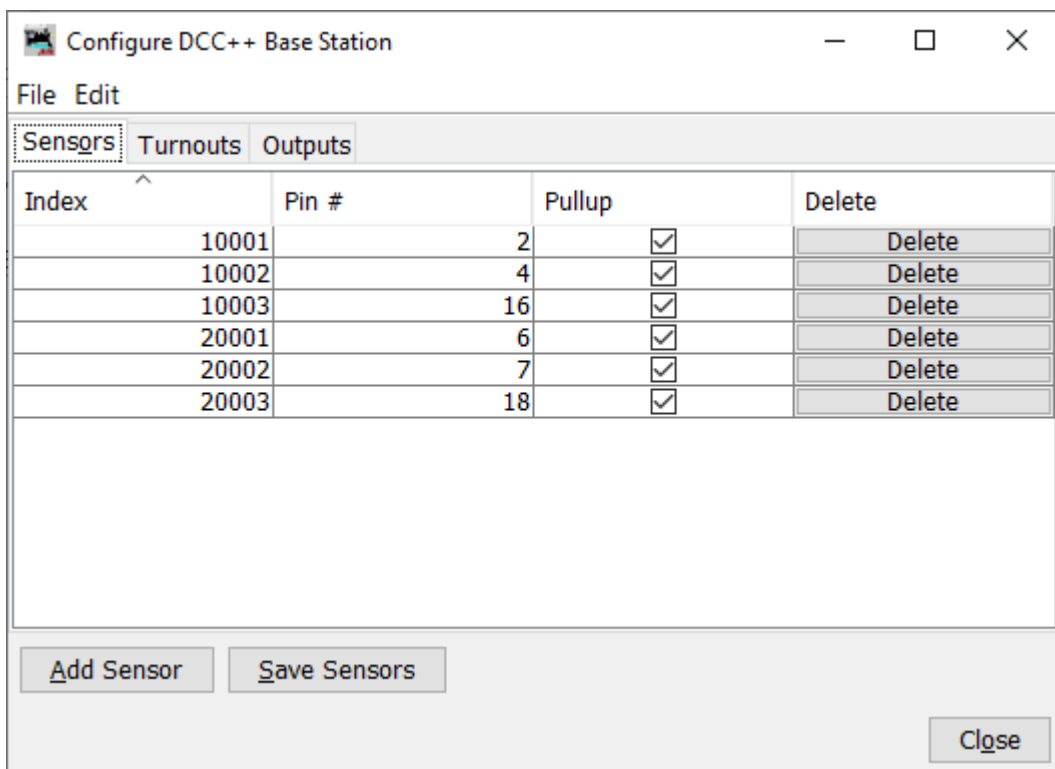 Configure DCC++ Base Station
File Edit
Sensors Turnouts Outputs
Index Pin # Pullup Delete
10001 2 Delete
10002 4 Delete
10003 16 Delete
20001 6 Delete
20002 7 Delete
20003 18 Delete
Add Sensor Save Sensors
Close